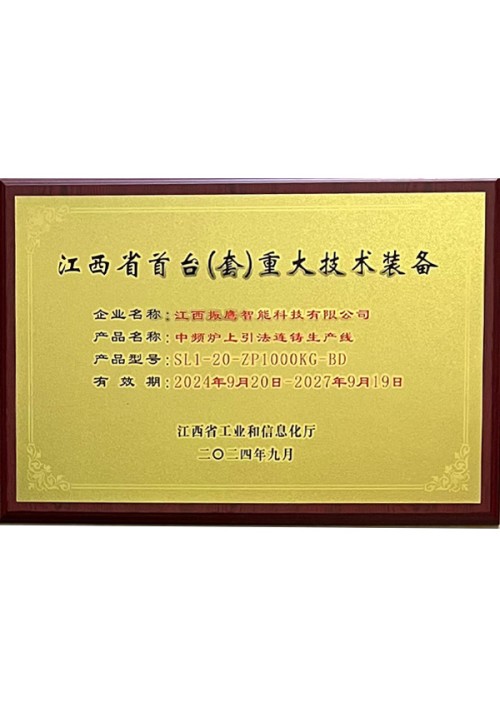 江西省首台(套)重大技术装备
企业名称:江西振鹰智能科技有限公司
产品名称:中频炉上引法连铸生产线
产品型号:SL1-20-ZP1000KG-BD
有效期:2024年9月20日-2027年9月19日
江西省工业和信息化厅
二〇二四年九月